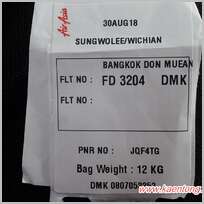 AirAsia
30AUG18
SUNGWOLEE/WICHIAN
BANGKOK DON MUEAN
FLT NO : FD 3204 DMK
FLT NO :
PNR NO : JQF4TG
Bag Weight : 12 KG
DMK 0807053253
www.kaentong.